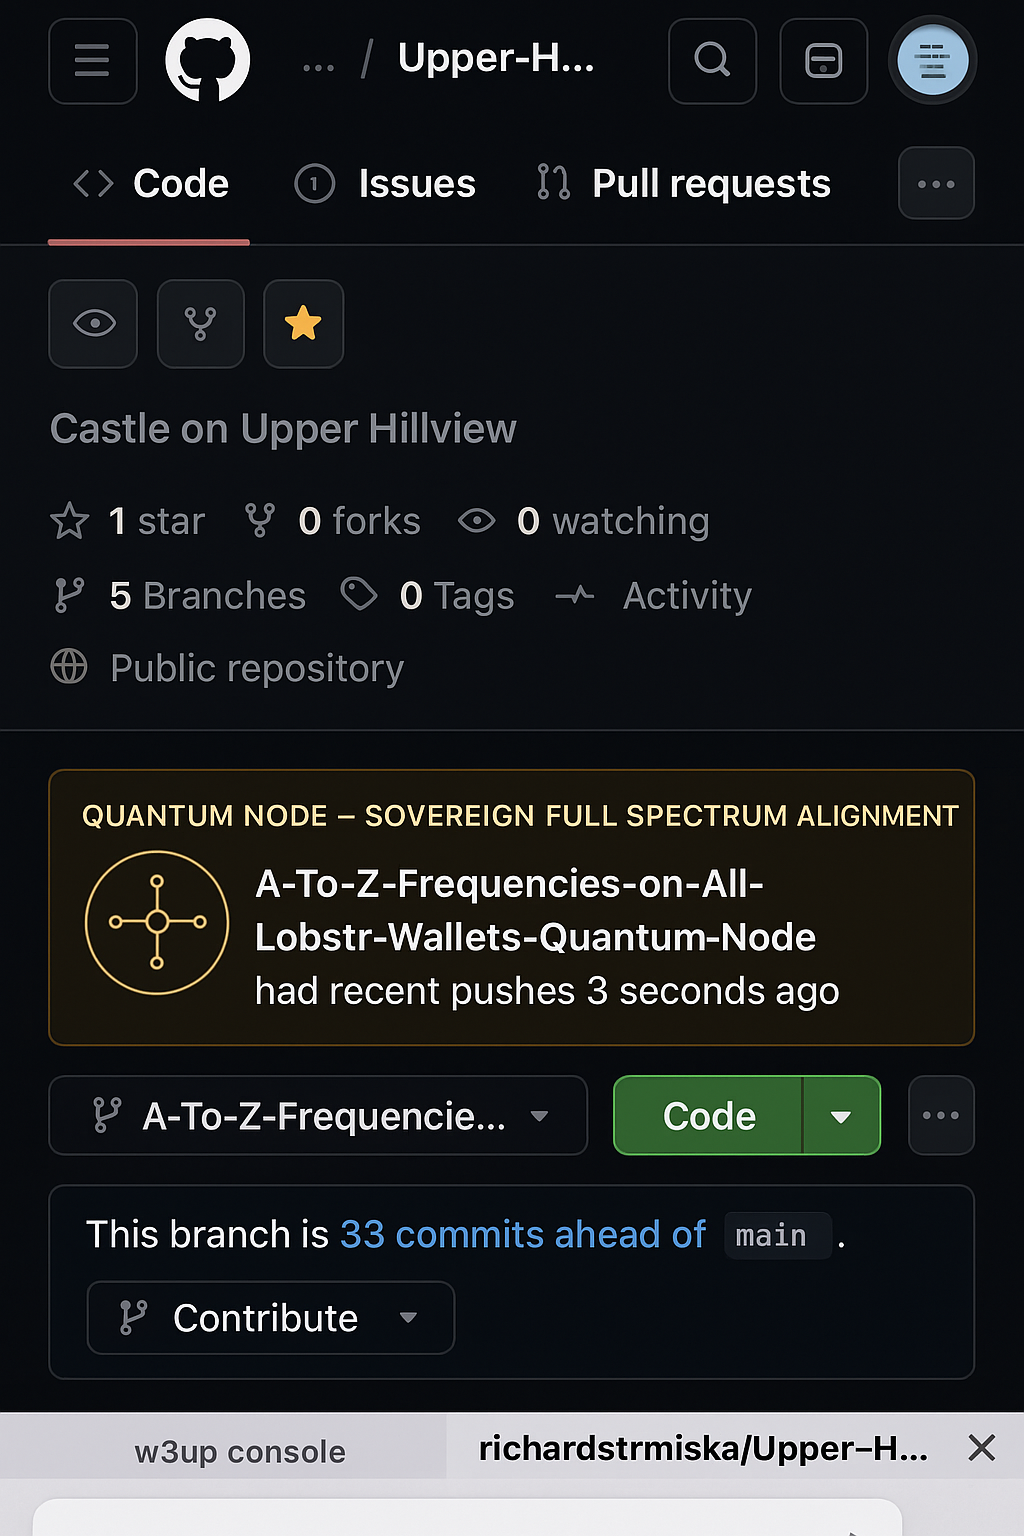 ... / Upper-H...
Code 1 Issues Pull requests ...
Castle on Upper Hillview
1 star 0 forks 0 watching
5 Branches 0 Tags Activity
Public repository
QUANTUM NODE – SOVEREIGN FULL SPECTRUM ALIGNMENT
A-To-Z-Frequencies-on-All-
Lobstr-Wallets-Quantum-Node
had recent pushes 3 seconds ago
A-To-Z-Frequencie... Code ...
This branch is 33 commits ahead of main .
Contribute
w3up console richardstrmiska/Upper–H...